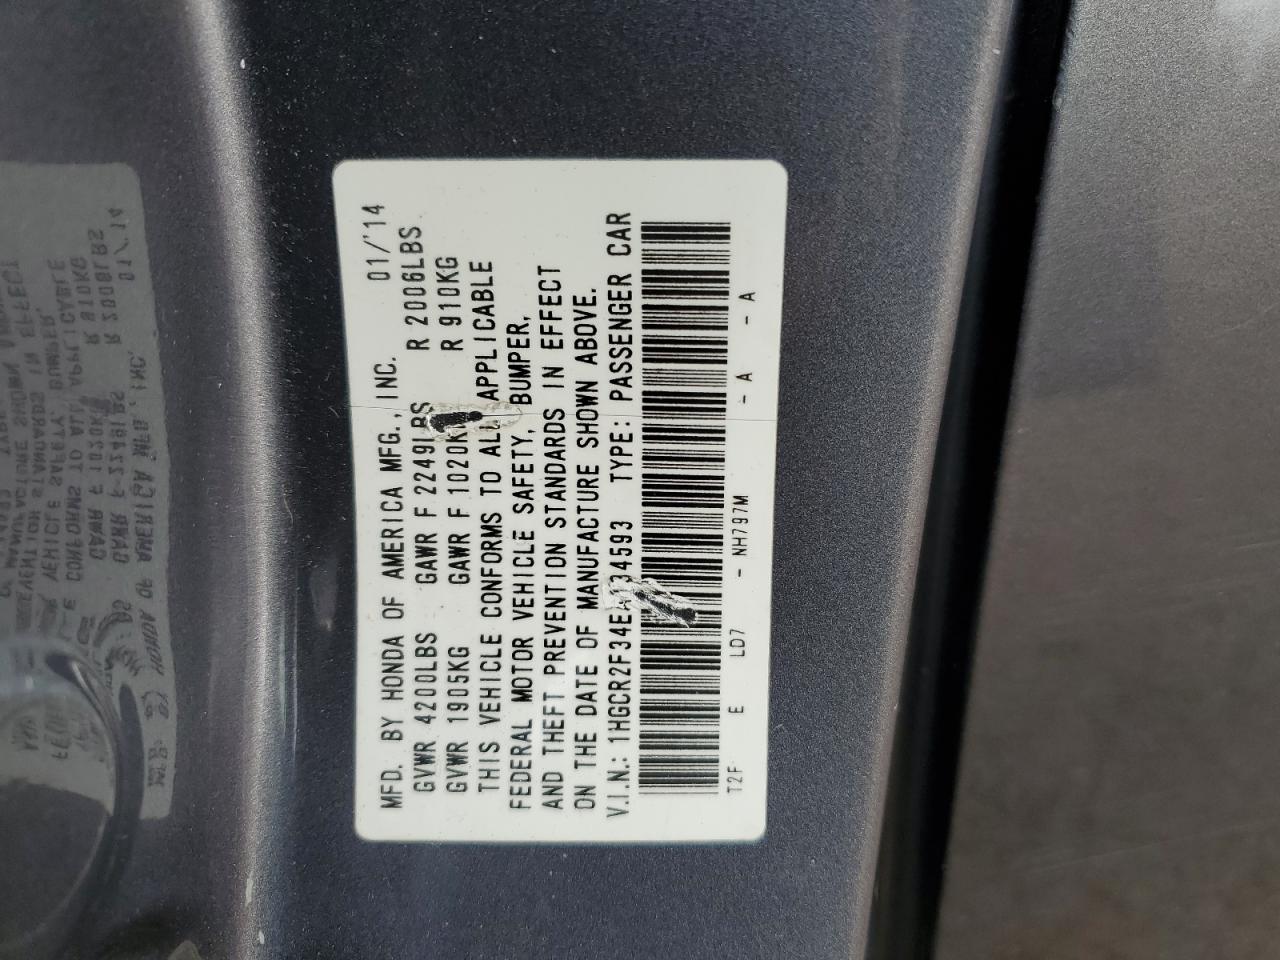 MFD. BY HONDA OF AMERICA MFG., INC. 01/'14
GVWR 4200LBS GAWR F 2249LBS R 2006LBS
GVWR 1905KG GAWR F 1020K R 910KG
THIS VEHICLE CONFORMS TO ALL APPLICABLE
FEDERAL MOTOR VEHICLE SAFETY, BUMPER,
AND THEFT PREVENTION STANDARDS IN EFFECT
ON THE DATE OF MANUFACTURE SHOWN ABOVE.
V.I.N.: TYPE: PASSENGER CAR
T2F E LD7 - NH797M - A - A